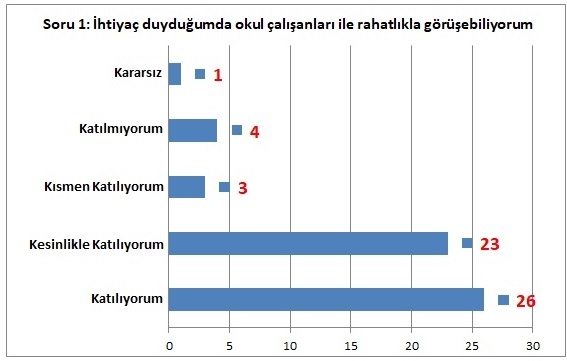 Soru 1: İhtiyaç duyduğumda okul çalışanları ile rahatlıkla görüşebiliyorum
Kararsız 1
Katılmıyorum 4
Kısmen Katılıyorum 3
Kesinlikle Katılıyorum 23
Katılıyorum 26
0 5 10 15 20 25 30